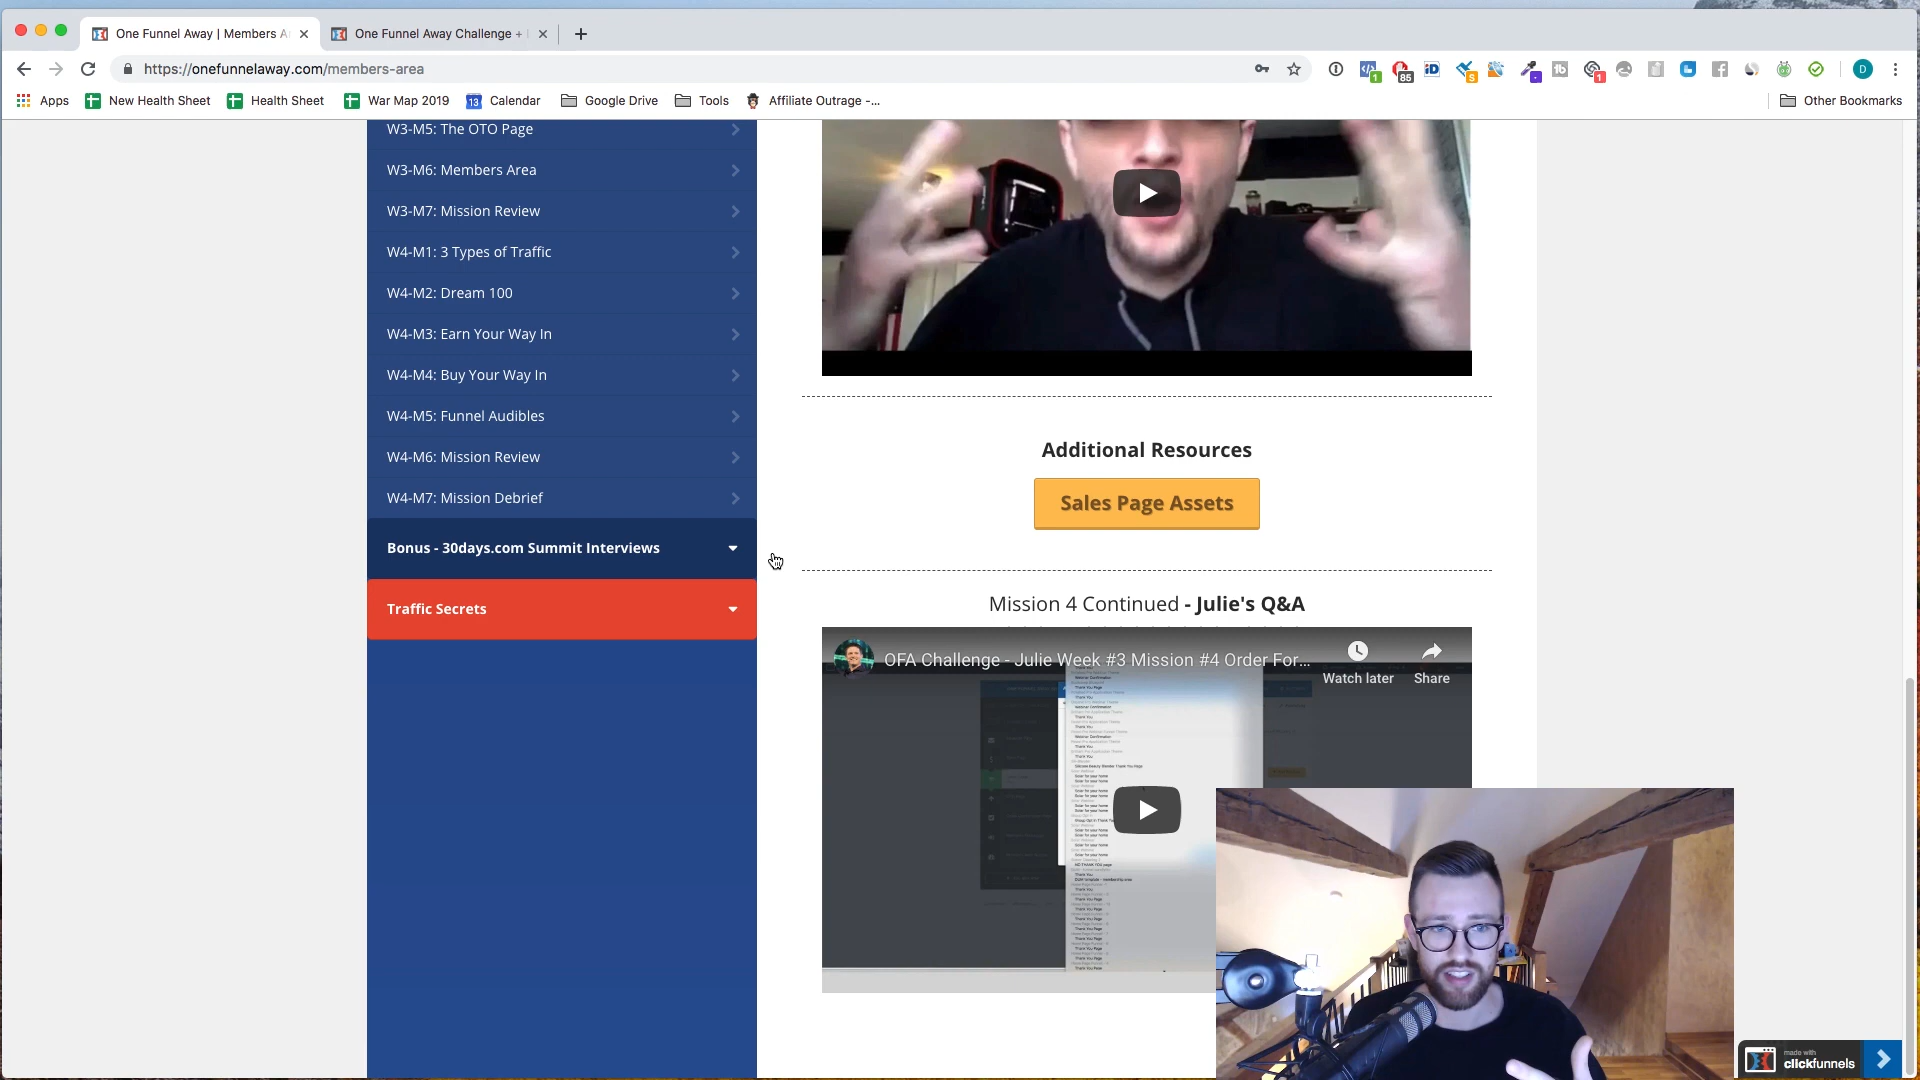 One Funnel Away | Members A
One Funnel Away Challenge +
https://onefunnelaway.com/members-area
1
85
iD
S
1
D
Apps
New Health Sheet
Health Sheet
War Map 2019
13
Calendar
Google Drive
Tools
Affiliate Outrage -...
Other Bookmarks
W3-M5: The OTO Page
W3-M6: Members Area
W3-M7: Mission Review
W4-M1: 3 Types of Traffic
W4-M2: Dream 100
W4-M3: Earn Your Way In
W4-M4: Buy Your Way In
W4-M5: Funnel Audibles
W4-M6: Mission Review
W4-M7: Mission Debrief
Bonus - 30days.com Summit Interviews
Traffic Secrets
Additional Resources
Sales Page Assets
Mission 4 Continued - Julie's Q&A
OFA Challenge - Julie Week #3 Mission #4 Order For...
Watch later
Share
made with
clickfunnels